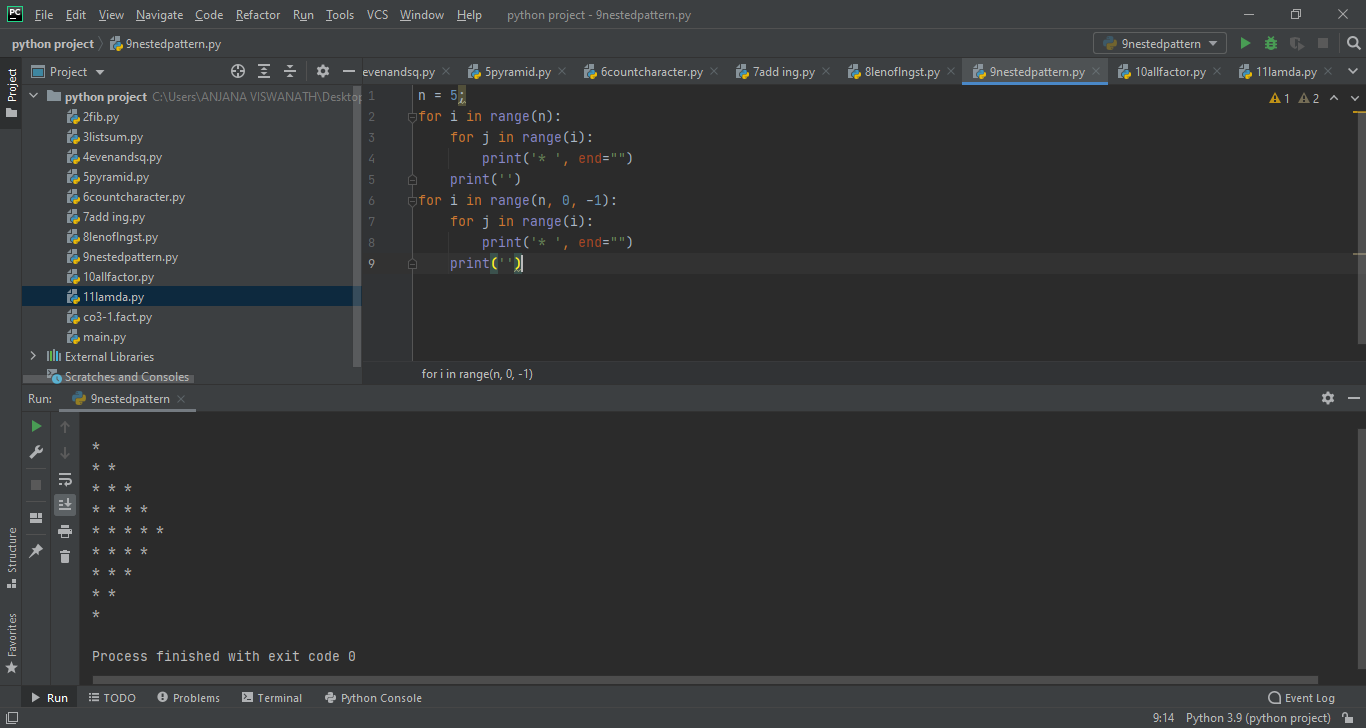 PC File Edit View Navigate Code Refactor Run Tools VCS Window Help python project - 9nestedpattern.py
python project 9nestedpattern.py 9nestedpattern
Project
Project
evenandsq.py 5pyramid.py 6countcharacter.py 7add ing.py 8lenoflngst.py 9nestedpattern.py 10allfactor.py 11lamda.py
python project C:\Users\ANJANA VISWANATH\Desktop
2fib.py
3listsum.py
4evenandsq.py
5pyramid.py
6countcharacter.py
7add ing.py
8lenoflngst.py
9nestedpattern.py
10allfactor.py
11lamda.py
co3-1.fact.py
main.py
External Libraries
Scratches and Consoles
1 n = 5;
2 for i in range(n):
3 for j in range(i):
4 print('* ', end="")
5 print('')
6 for i in range(n, 0, -1):
7 for j in range(i):
8 print('* ', end="")
9 print('')
1 2
for i in range(n, 0, -1)
Run: 9nestedpattern
*
* *
* * *
* * * *
* * * * *
* * * *
* * *
* *
*
Process finished with exit code 0
Structure
Favorites
Run TODO Problems Terminal Python Console Event Log
9:14 Python 3.9 (python project)